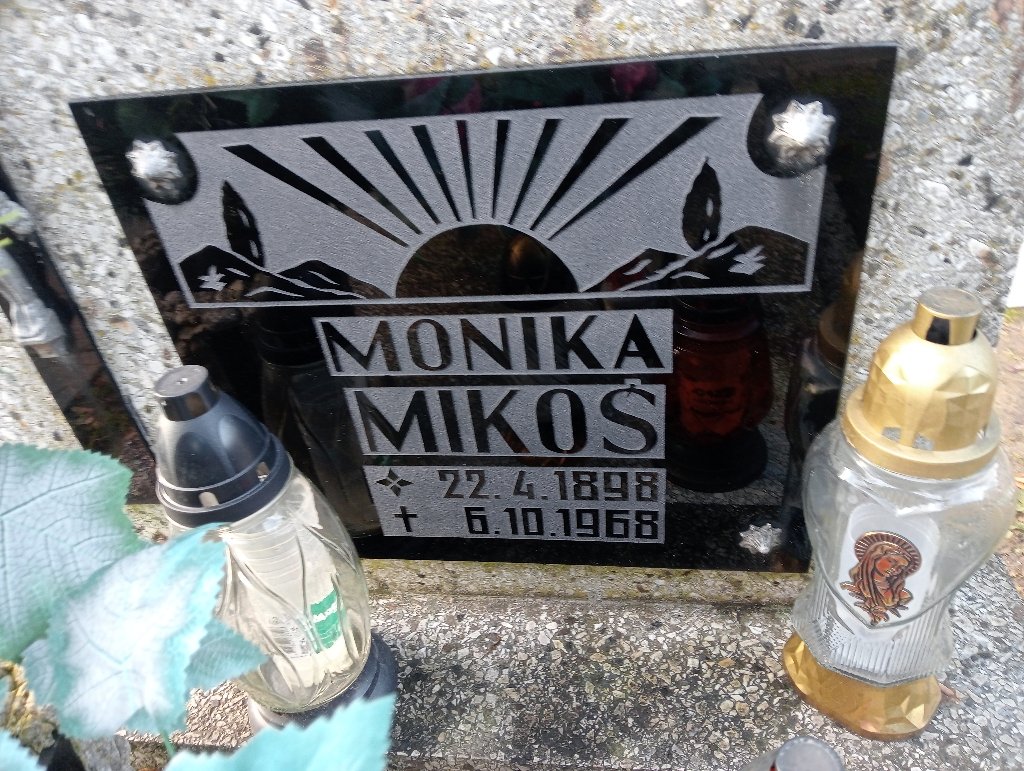 MONIKA
MIKOŚ
✧ 22.4.1898
✝ 6.10.1968